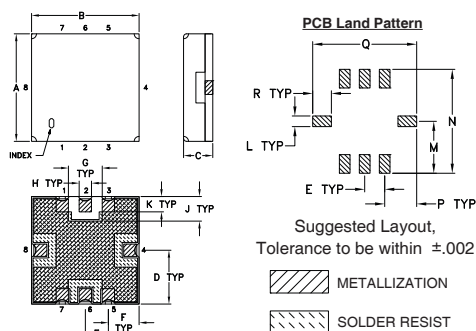 B
7 6 5
A
8
4
INDEX
1 2 3
C
PCB Land Pattern
Q
R TYP
L TYP
N
M
E TYP
P TYP
G
TYP
H TYP
1 2 3
K TYP
J TYP
8
4
D TYP
7 6 5
F
TYP
Suggested Layout,
Tolerance to be within ±.002
METALLIZATION
SOLDER RESIST